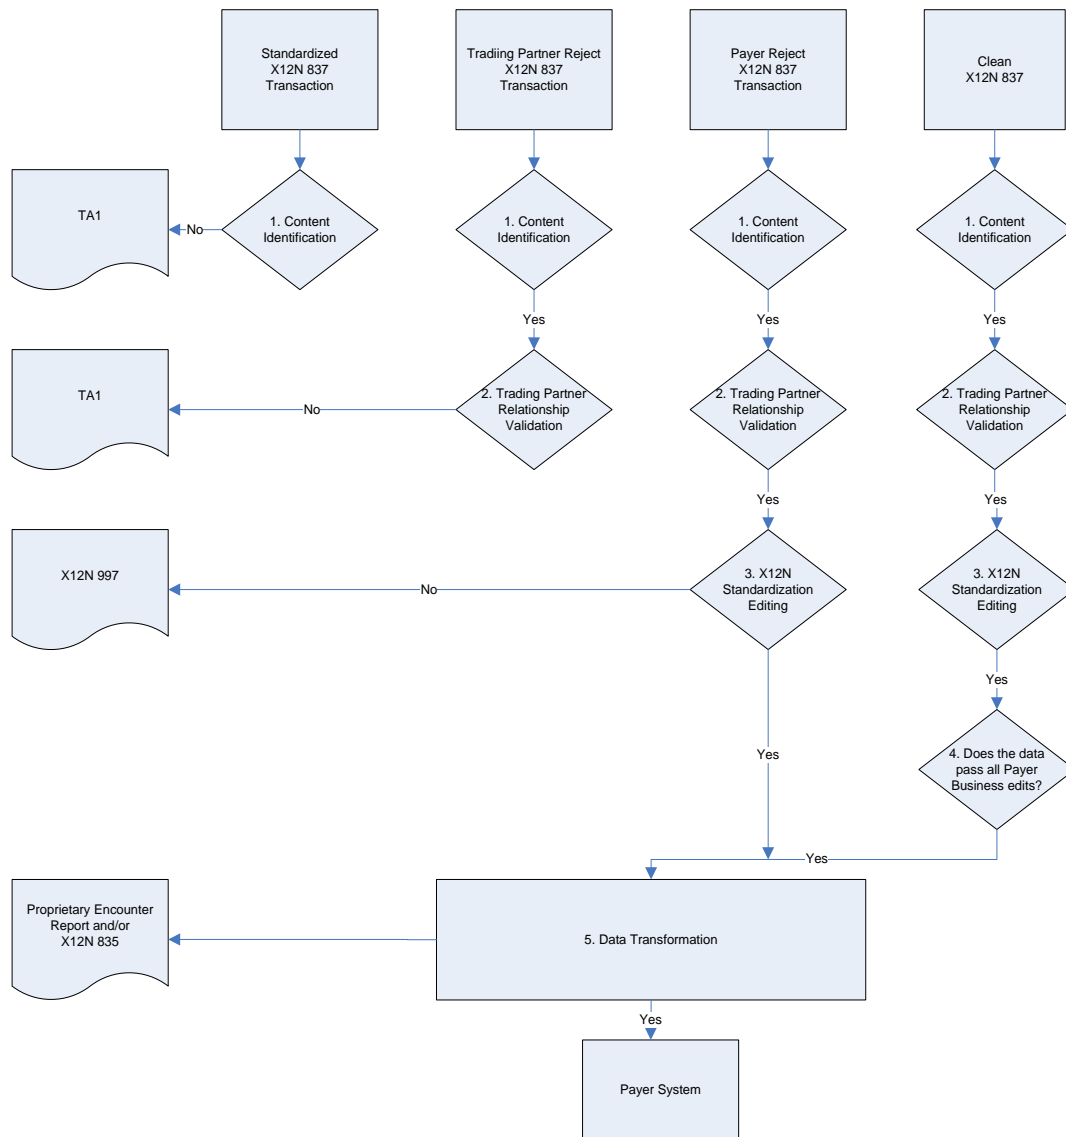 Standardized
X12N 837
Transaction
Tradiing Partner Reject
X12N 837
Transaction
Payer Reject
X12N 837
Transaction
Clean
X12N 837
TA1
No
1. Content
Identification
1. Content
Identification
1. Content
Identification
1. Content
Identification
Yes
Yes
Yes
TA1
No
2. Trading Partner
Relationship
Validation
2. Trading Partner
Relationship
Validation
2. Trading Partner
Relationship
Validation
Yes
Yes
X12N 997
No
3. X12N
Standardization
Editing
3. X12N
Standardization
Editing
Yes
Yes
4. Does the data
pass all Payer
Business edits?
Yes
Proprietary Encounter
Report and/or
X12N 835
5. Data Transformation
Yes
Payer System